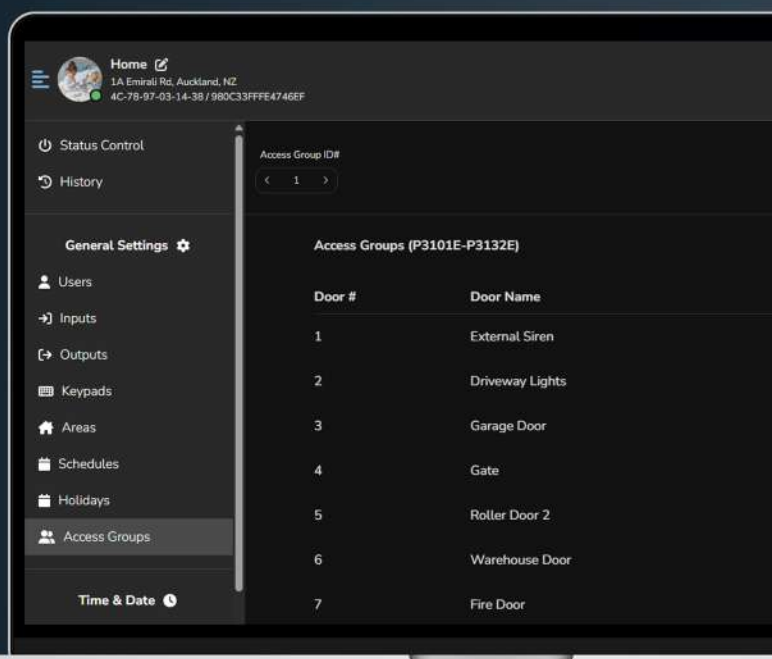 Home
1A Emirali Rd, Auckland, NZ
4C-78-97-03-14-38 / 980C33FFFE4746EF
Status Control
History
General Settings
Users
Inputs
Outputs
Keypads
Areas
Schedules
Holidays
Access Groups
Time & Date
Access Group ID#
1
Access Groups (P3101E-P3132E)
Door # Door Name
1 External Siren
2 Driveway Lights
3 Garage Door
4 Gate
5 Roller Door 2
6 Warehouse Door
7 Fire Door